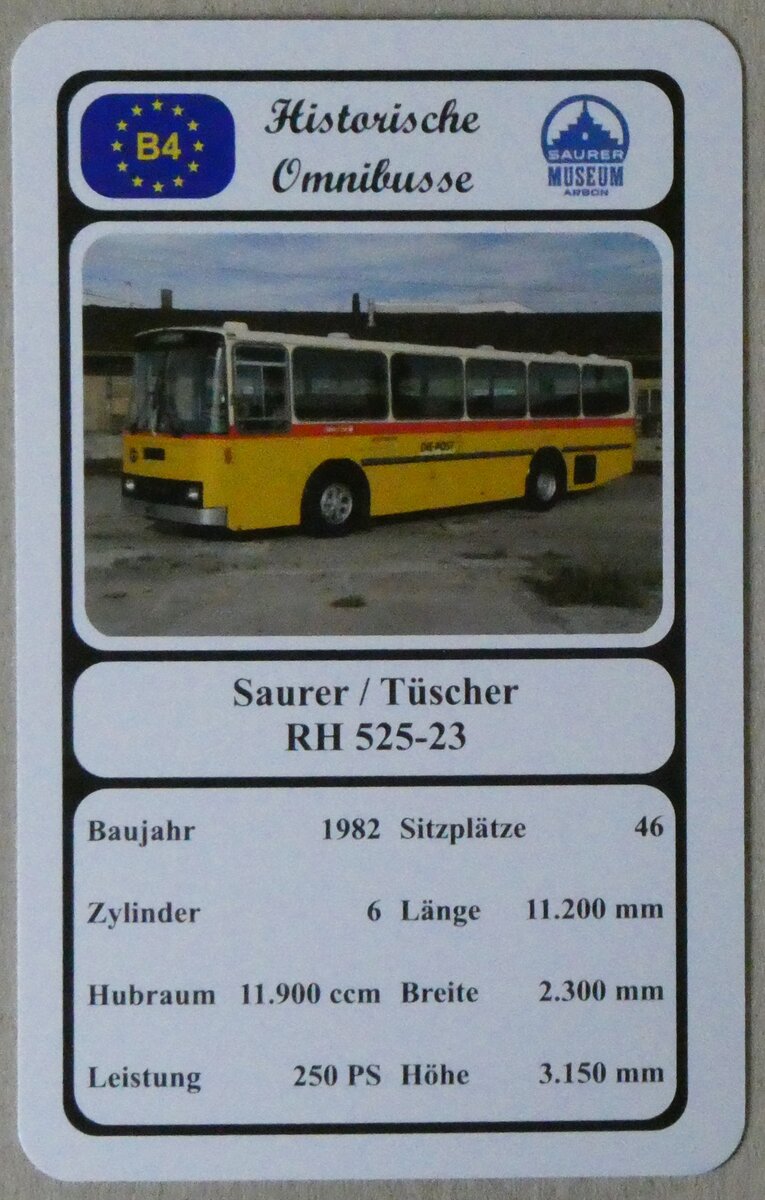 B4
Historische
Omnibusse
SAURER
MUSEUM
ARBON
DIE POST
Saurer / Tüscher
RH 525-23
Baujahr 1982 Sitzplätze 46
Zylinder 6 Länge 11.200 mm
Hubraum 11.900 ccm Breite 2.300 mm
Leistung 250 PS Höhe 3.150 mm